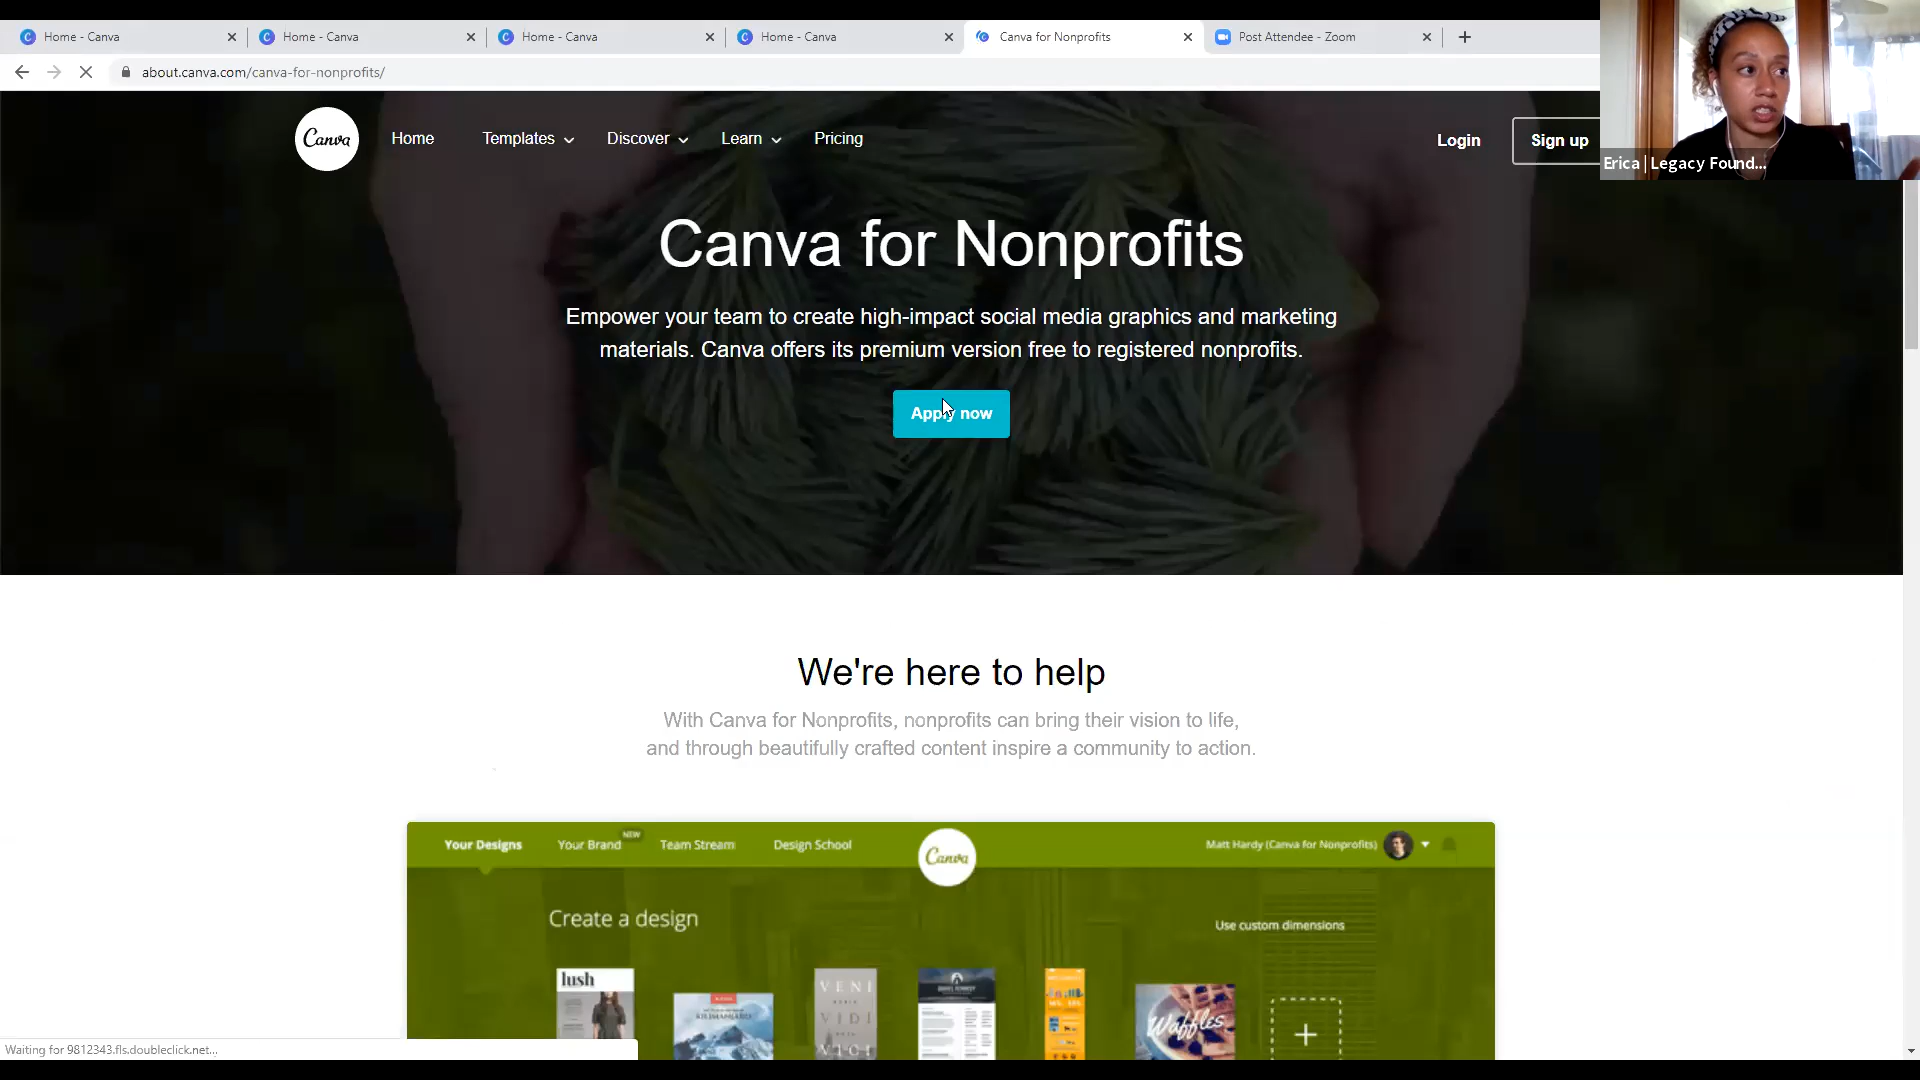 Home - Canva
Home - Canva
Home - Canva
Home - Canva
Canva for Nonprofits
Post Attendee - Zoom
about.canva.com/canva-for-nonprofits/
Canva
Home
Templates
Discover
Learn
Pricing
Login
Sign up
Erica | Legacy Found...
Canva for Nonprofits
Empower your team to create high-impact social media graphics and marketing
materials. Canva offers its premium version free to registered nonprofits.
Apply now
We're here to help
With Canva for Nonprofits, nonprofits can bring their vision to life,
and through beautifully crafted content inspire a community to action.
Your Designs
Your Brand
NEW
Team Stream
Design School
Canva
Matt Hardy (Canva for Nonprofits)
Create a design
Use custom dimensions
lush
KILIMANJARO
VENI
VIDI
VICI
Waffles
Waiting for 9812343.fls.doubleclick.net...